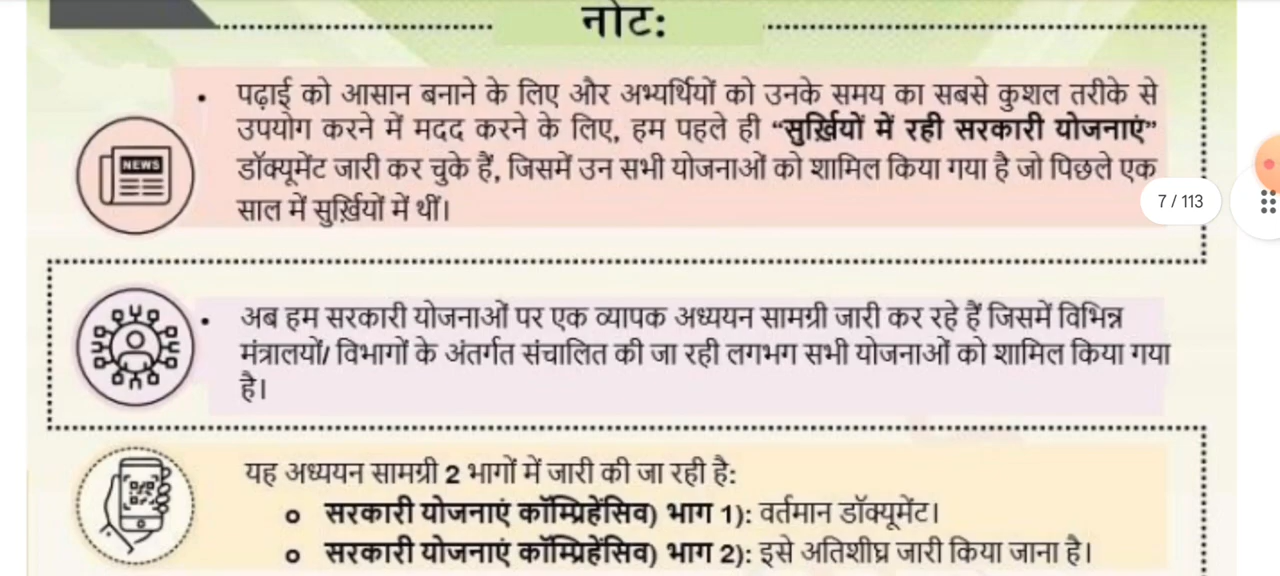 नोट:
• पढ़ाई को आसान बनाने के लिए और अभ्यर्थियों को उनके समय का सबसे कुशल तरीके से
उपयोग करने में मदद करने के लिए, हम पहले ही “सुर्ख़ियों में रही सरकारी योजनाएं”
डॉक्यूमेंट जारी कर चुके हैं, जिसमें उन सभी योजनाओं को शामिल किया गया है जो पिछले एक
साल में सुर्ख़ियों में थीं।
NEWS
7 / 113
• अब हम सरकारी योजनाओं पर एक व्यापक अध्ययन सामग्री जारी कर रहे हैं जिसमें विभिन्न
मंत्रालयों/ विभागों के अंतर्गत संचालित की जा रही लगभग सभी योजनाओं को शामिल किया गया
है।
यह अध्ययन सामग्री 2 भागों में जारी की जा रही है:
o सरकारी योजनाएं कॉम्प्रिहेंसिव) भाग 1): वर्तमान डॉक्यूमेंट।
o सरकारी योजनाएं कॉम्प्रिहेंसिव) भाग 2): इसे अतिशीघ्र जारी किया जाना है।